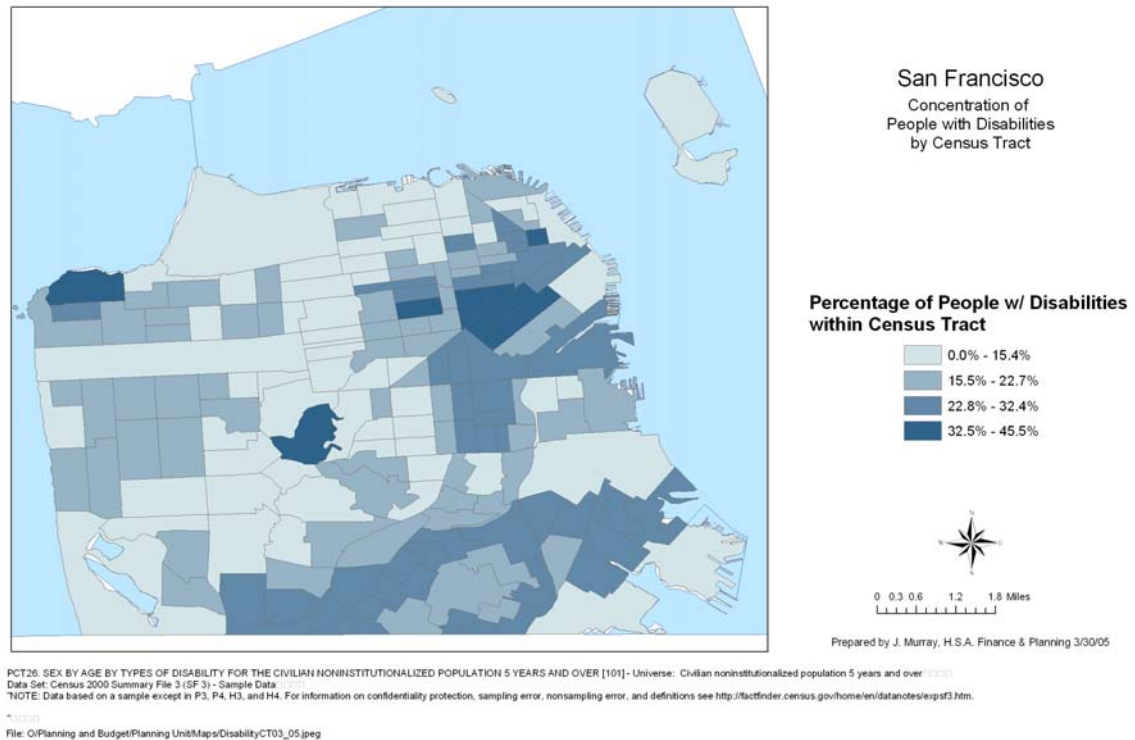 San Francisco
Concentration of
People with Disabilities
by Census Tract
Percentage of People w/ Disabilities
within Census Tract
0.0% - 15.4%
15.5% - 22.7%
22.8% - 32.4%
32.5% - 45.5%
N
W
S
0 0.3 0.6 1.2 1.8 Miles
Prepared by J. Murray, H.S.A. Finance & Planning 3/30/05
PCT26. SEX BY AGE BY TYPES OF DISABILITY FOR THE CIVILIAN NONINSTITUTIONALIZED POPULATION 5 YEARS AND OVER [101] - Universe: Civilian noninstitutionalized population 5 years and over
Data Set: Census 2000 Summary File 3 (SF 3) - Sample Data
"NOTE: Data based on a sample except in P3, P4, H3, and H4. For information on confidentiality protection, sampling error, nonsampling error, and definitions see http://factfinder.census.gov/home/en/datanotes/expsf3.htm.
"
File: O/Planning and Budget/Planning Unit/Maps/DisabilityCT03_05.jpeg